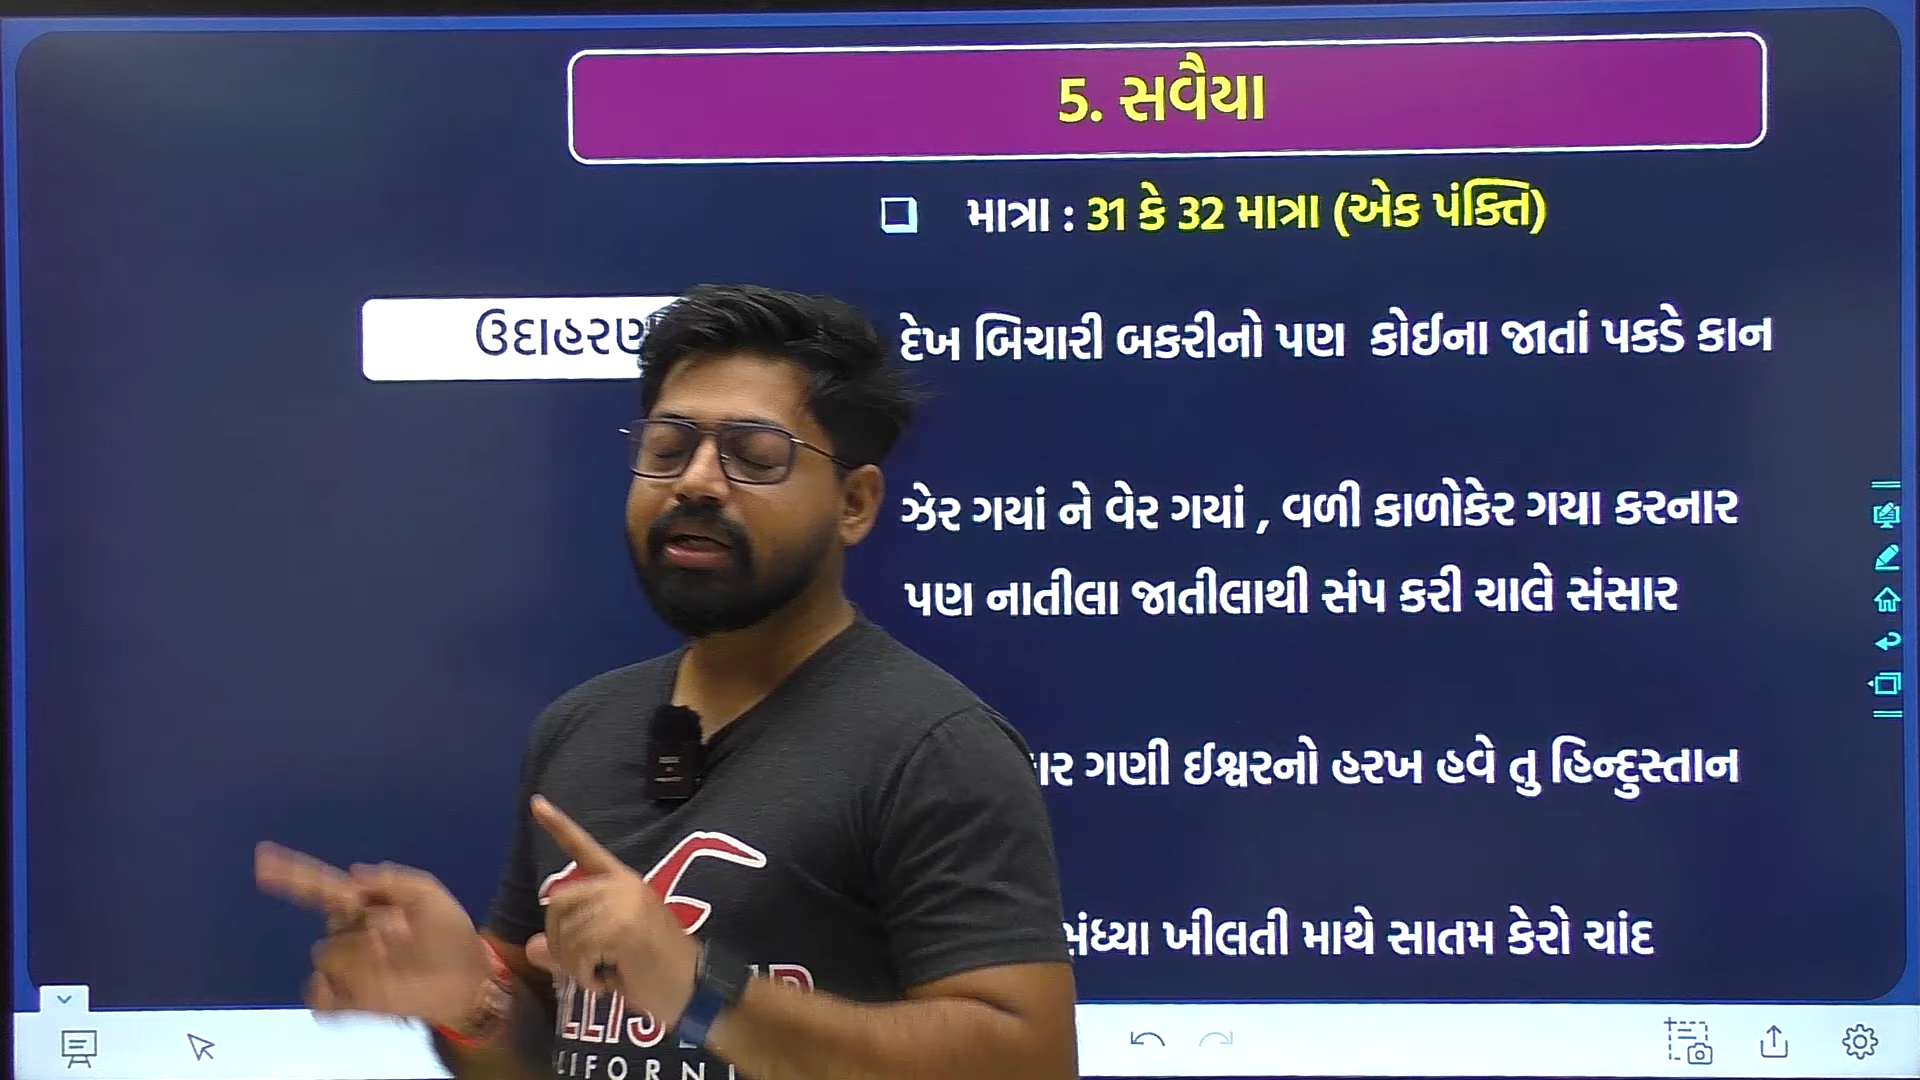 5. સવૈયા
માત્રા : 31 કે 32 માત્રા (એક પંક્તિ)
ઉદાહરણ
દેખ બિચારી બકરીનો પણ કોઈના જાતાં પકડે કાન
ઝેર ગયાં ને વેર ગયાં , વળી કાળોકેર ગયા કરનાર
પણ નાતીલા જાતીલાથી સંપ કરી ચાલે સંસાર
ગણી ઈશ્વરનો હરખ હવે તુ હિન્દુસ્તાન
સંધ્યા ખીલતી માથે સાતમ કેરો ચાંદ